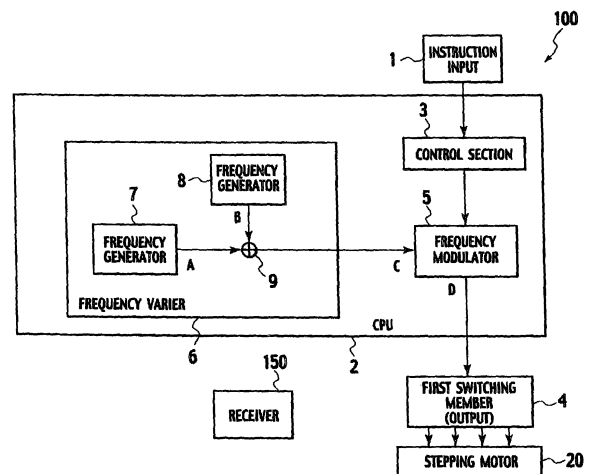 100
1
INSTRUCTION
INPUT
3
CONTROL SECTION
8
FREQUENCY
GENERATOR
7
FREQUENCY
GENERATOR
B
A
9
5
FREQUENCY
MODULATOR
C
D
FREQUENCY VARIER
6
CPU
2
150
RECEIVER
FIRST SWITCHING
MEMBER
(OUTPUT)
4
STEPPING MOTOR
20